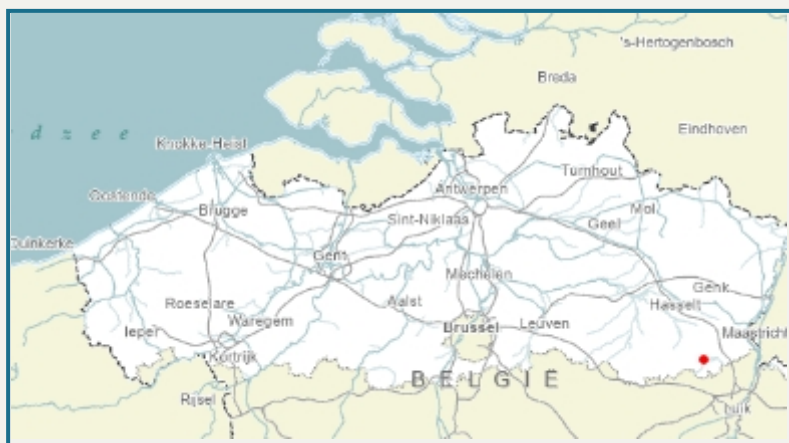 's-Hertogenbosch
Breda
Eindhoven
d z e e
Knokke-Heist
Turnhout
Antwerpen
Oostende
Brugge
Sint-Niklaas
Mol
Geel
Duinkerke
Gent
Mechelen
Genk
Roeselare
Aalst
Hasselt
Ieper
Waregem
Brussel
Leuven
Maastricht
Kortrijk
BELGIË
Rijsel
Luik